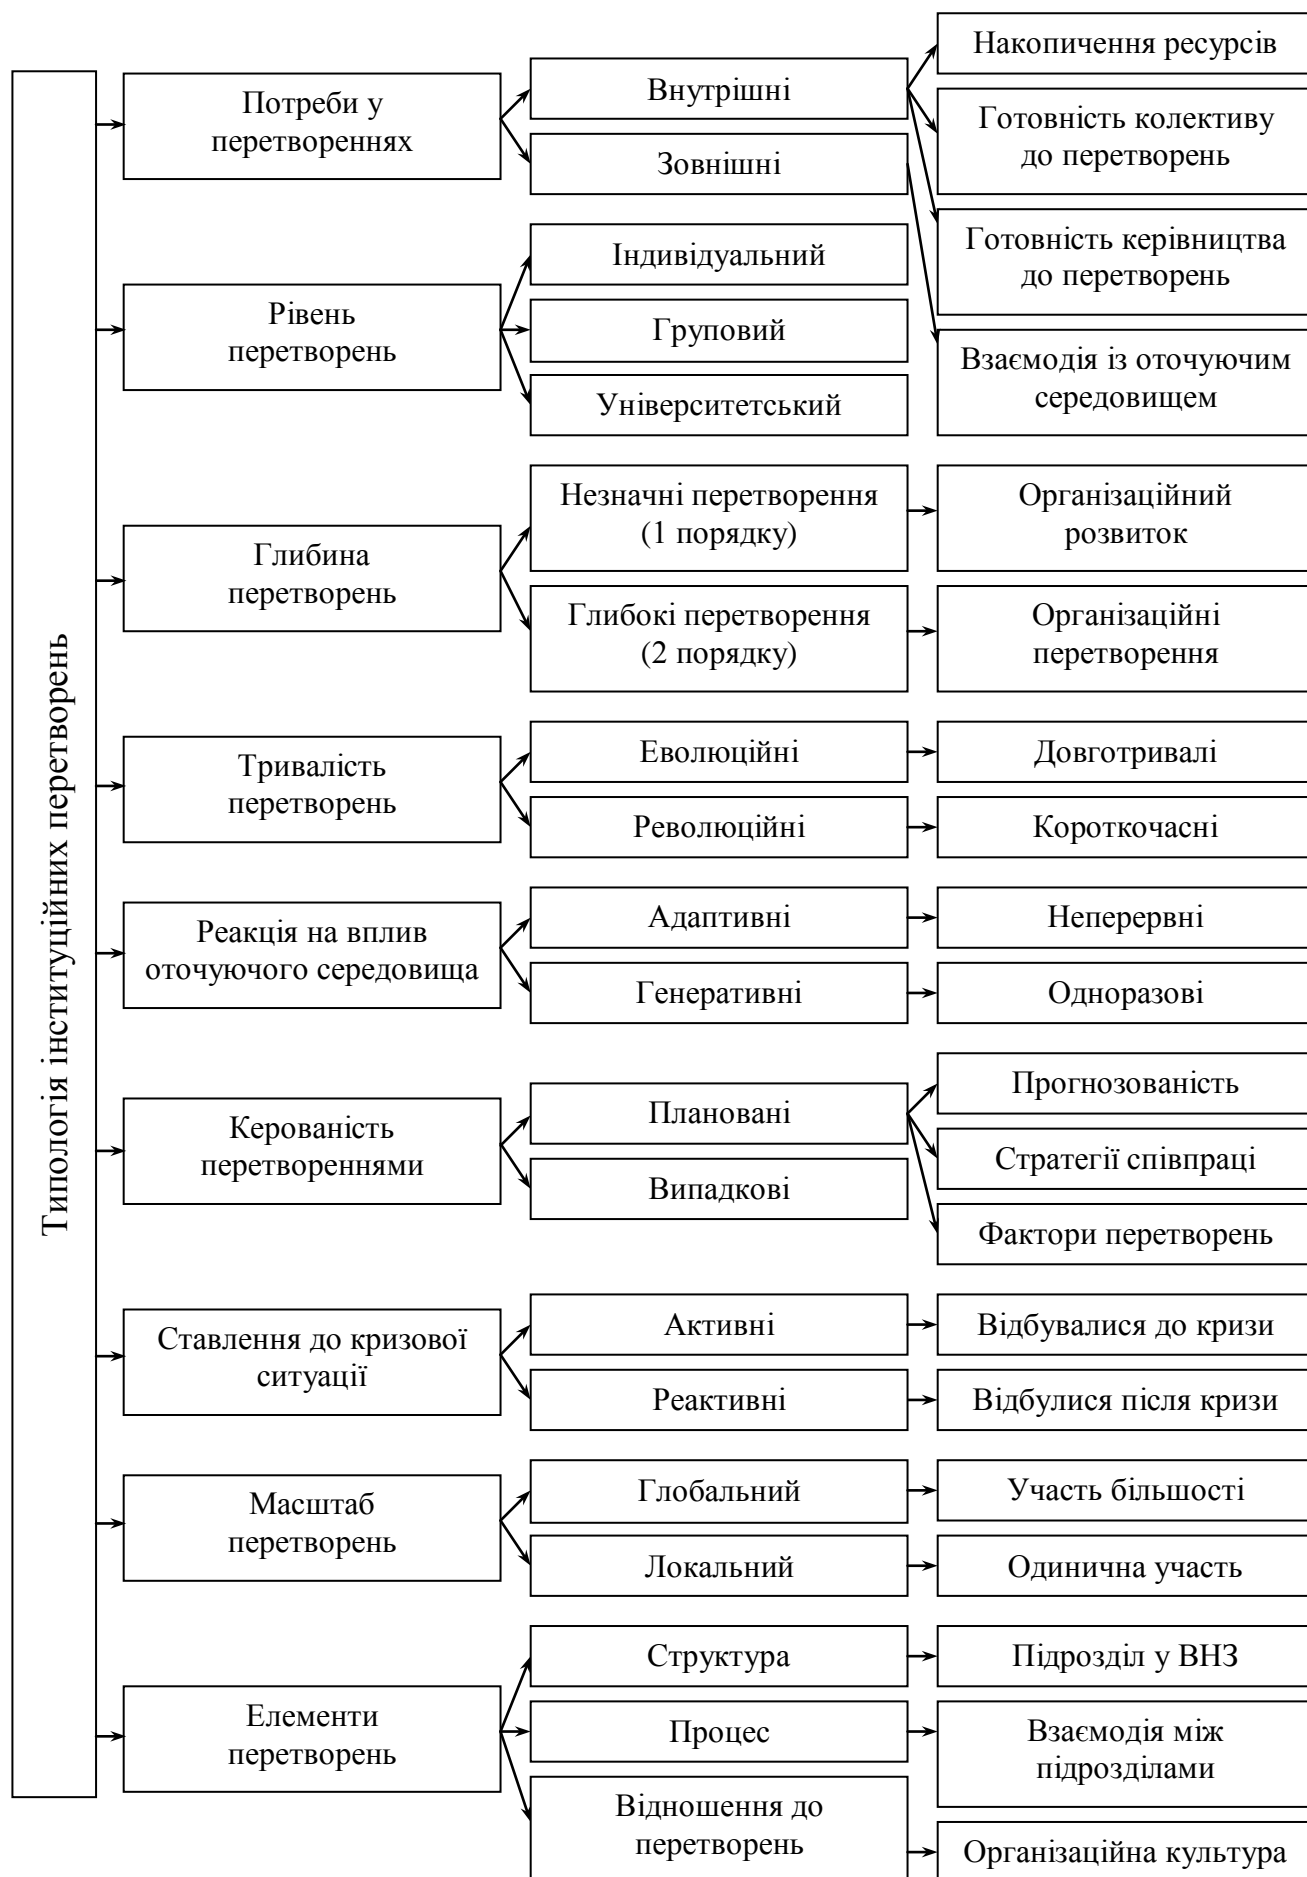 Типологія інституційних перетворень
Потреби у
перетвореннях
Внутрішні
Зовнішні
Накопичення ресурсів
Готовність колективу
до перетворень
Готовність керівництва
до перетворень
Взаємодія із оточуючим
середовищем
Рівень
перетворень
Індивідуальний
Груповий
Університетський
Глибина
перетворень
Незначні перетворення
(1 порядку)
Організаційний
розвиток
Глибокі перетворення
(2 порядку)
Організаційні
перетворення
Тривалість
перетворень
Еволюційні
Довготривалі
Революційні
Короткочасні
Реакція на вплив
оточуючого середовища
Адаптивні
Неперервні
Генеративні
Одноразові
Керованість
перетвореннями
Плановані
Випадкові
Прогнозованість
Стратегії співпраці
Фактори перетворень
Ставлення до кризової
ситуації
Активні
Відбувалися до кризи
Реактивні
Відбулися після кризи
Масштаб
перетворень
Глобальний
Участь більшості
Локальний
Одинична участь
Елементи
перетворень
Структура
Підрозділ у ВНЗ
Процес
Взаємодія між
підрозділами
Відношення до
перетворень
Організаційна культура